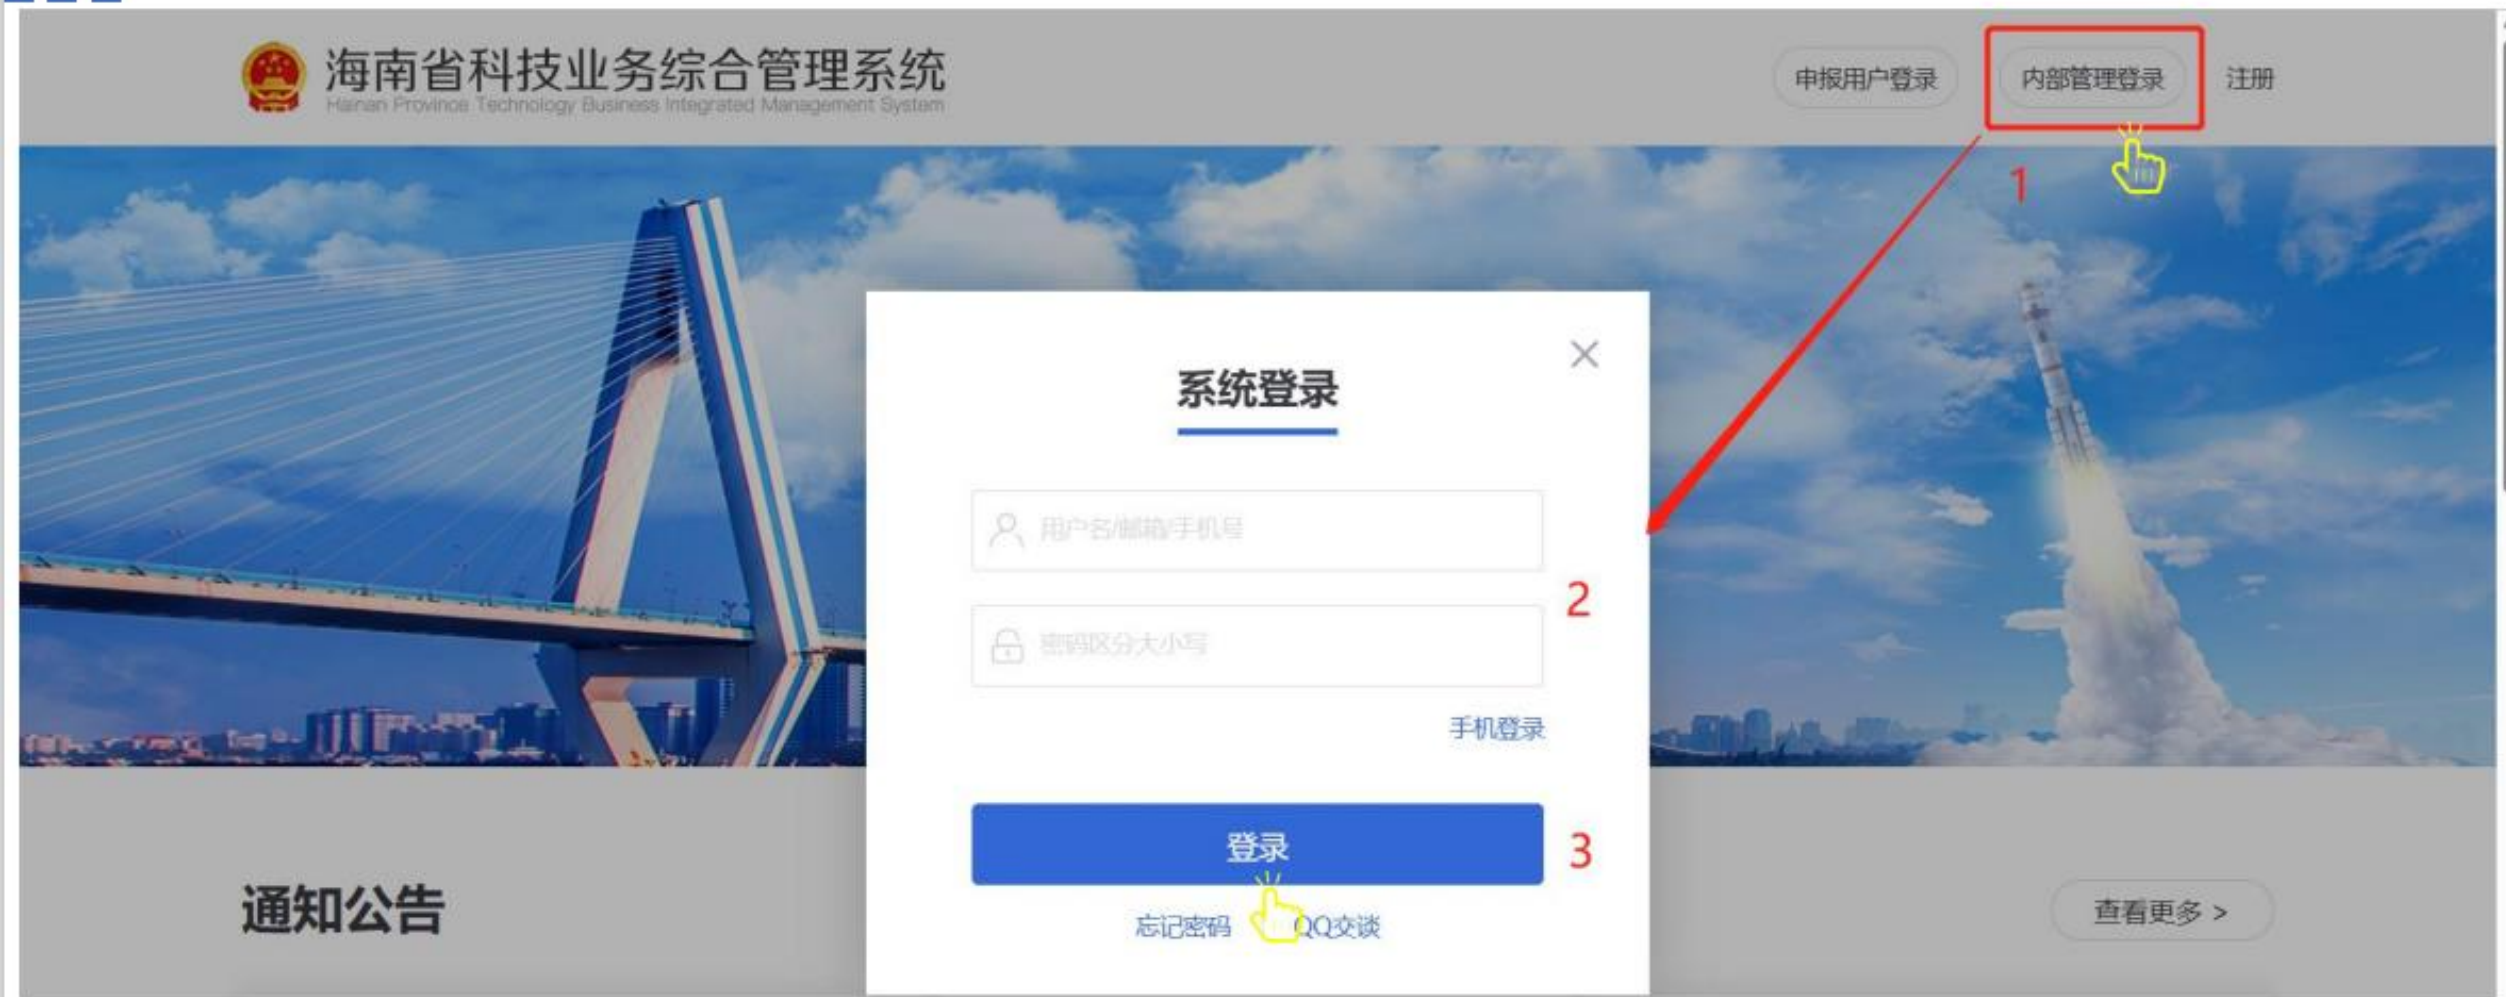 海南省科技业务综合管理系统
Hainan Province Technology Business Integrated Management System
申报用户登录
内部管理登录
注册
1
系统登录
用户名/邮箱/手机号
2
密码区分大小写
手机登录
登录
3
忘记密码
QQ交谈
通知公告
查看更多 >